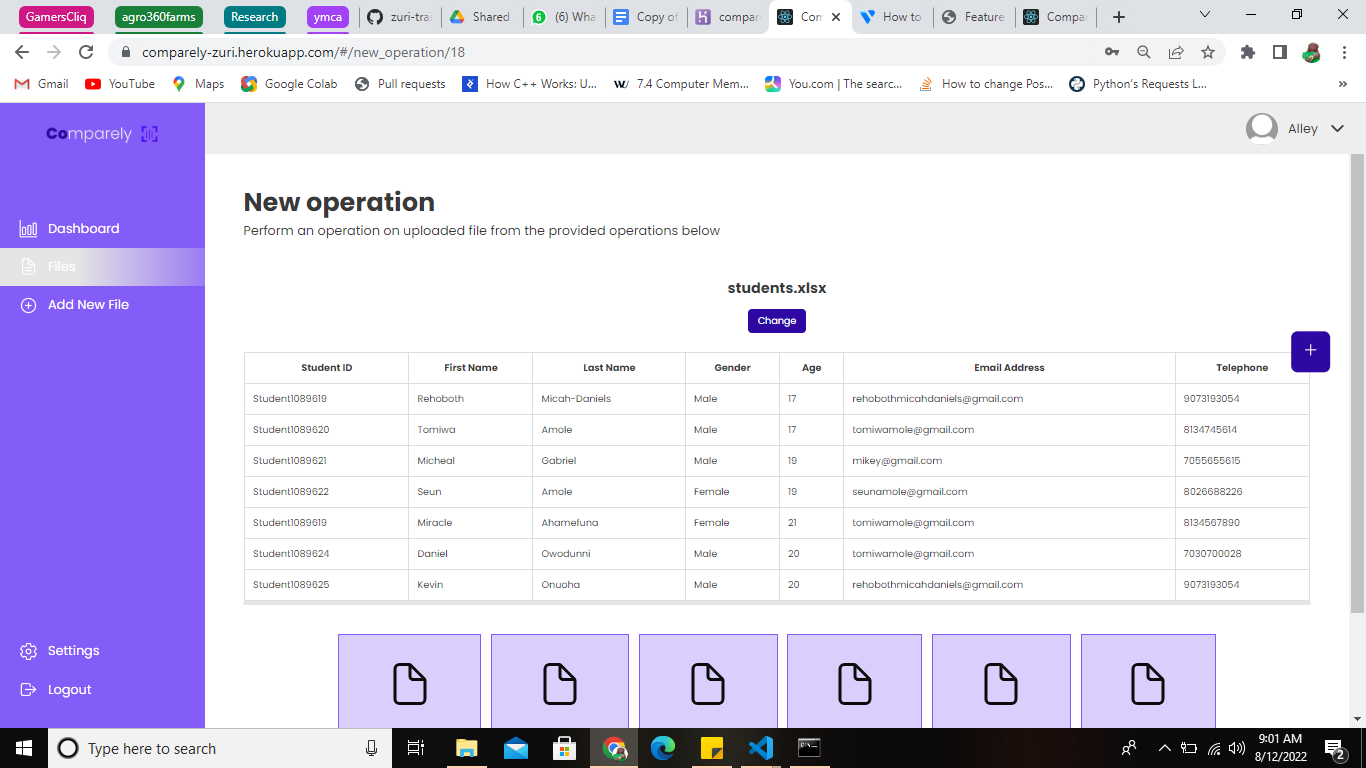 GamersCliq agro360farms Research ymca zuri-trai Shared (6) Wha Copy of compar Com How to Feature Compa
comparely-zuri.herokuapp.com/#/new_operation/18
Gmail YouTube Maps Google Colab Pull requests How C++ Works: U... 7.4 Computer Mem... You.com | The searc... How to change Pos... Python's Requests L... »
Comparely
Alley
Dashboard
Files
Add New File
Settings
Logout
New operation
Perform an operation on uploaded file from the provided operations below
students.xlsx
Change
+
Student ID First Name Last Name Gender Age Email Address Telephone
Student1089619 Rehoboth Micah-Daniels Male 17 rehobothmicahdaniels@gmail.com 9073193054
Student1089620 Tomiwa Amole Male 17 tomiwamole@gmail.com 8134745614
Student1089621 Micheal Gabriel Male 19 mikey@gmail.com 7055655615
Student1089622 Seun Amole Female 19 seunamole@gmail.com 8026688226
Student1089619 Miracle Ahamefuna Female 21 tomiwamole@gmail.com 8134567890
Student1089624 Daniel Owodunni Male 20 tomiwamole@gmail.com 7030700028
Student1089625 Kevin Onuoha Male 20 rehobothmicahdaniels@gmail.com 9073193054
Type here to search
9:01 AM
8/12/2022
2